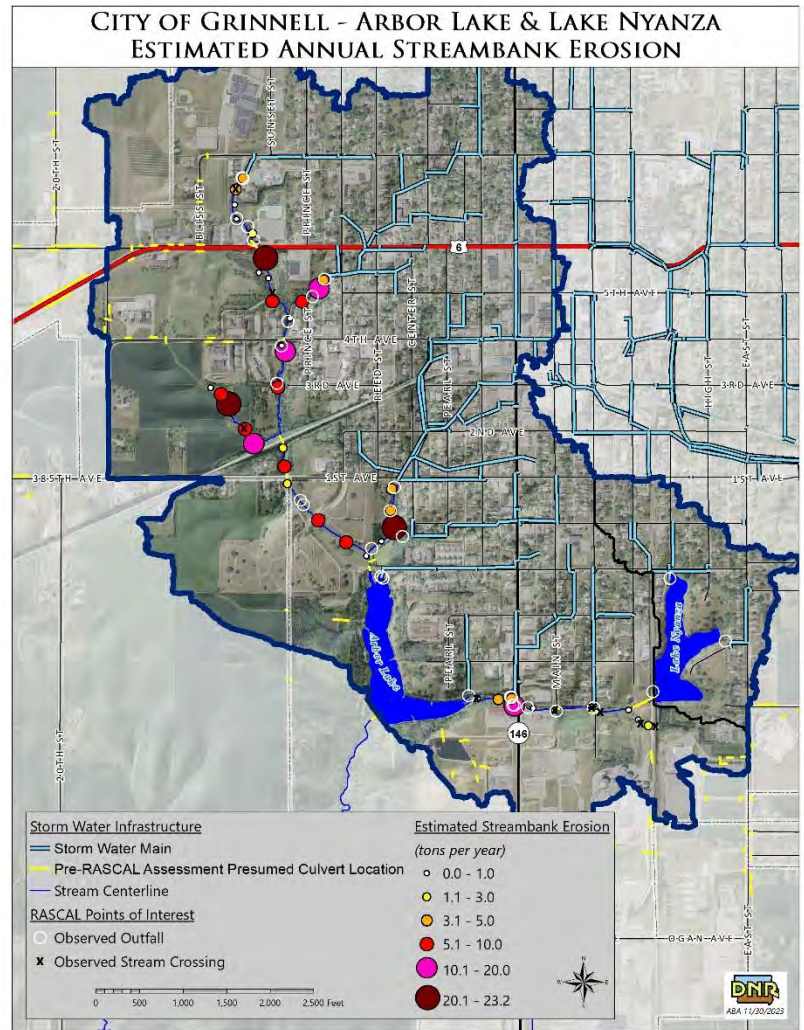 CITY OF GRINNELL - ARBOR LAKE & LAKE NYANZA
ESTIMATED ANNUAL STREAMBANK EROSION
20TH ST
BLISS ST
SUNSET ST
PRINCE ST
6
5TH AVE
CENTER ST
HIGH ST
EAST ST
4TH AVE
PRINCE ST
REED ST
3RD AVE
PEARL ST
3RD AVE
2ND AVE
385TH AVE
1ST AVE
1ST AVE
Arbor Lake
PEARL ST
MAIN ST
Lake Nyanza
146
20TH ST
OGAN AVE
EAST ST
Storm Water Infrastructure
Storm Water Main
Pre-RASCAL Assessment Presumed Culvert Location
Stream Centerline
RASCAL Points of Interest
Observed Outfall
x Observed Stream Crossing
0 500 1,000 1,500 2,000 2,500 Feet
Estimated Streambank Erosion
(tons per year)
0.0 - 1.0
1.1 - 3.0
3.1 - 5.0
5.1 - 10.0
10.1 - 20.0
20.1 - 23.2
N
W E
S
DNR
ABA 11/30/2023